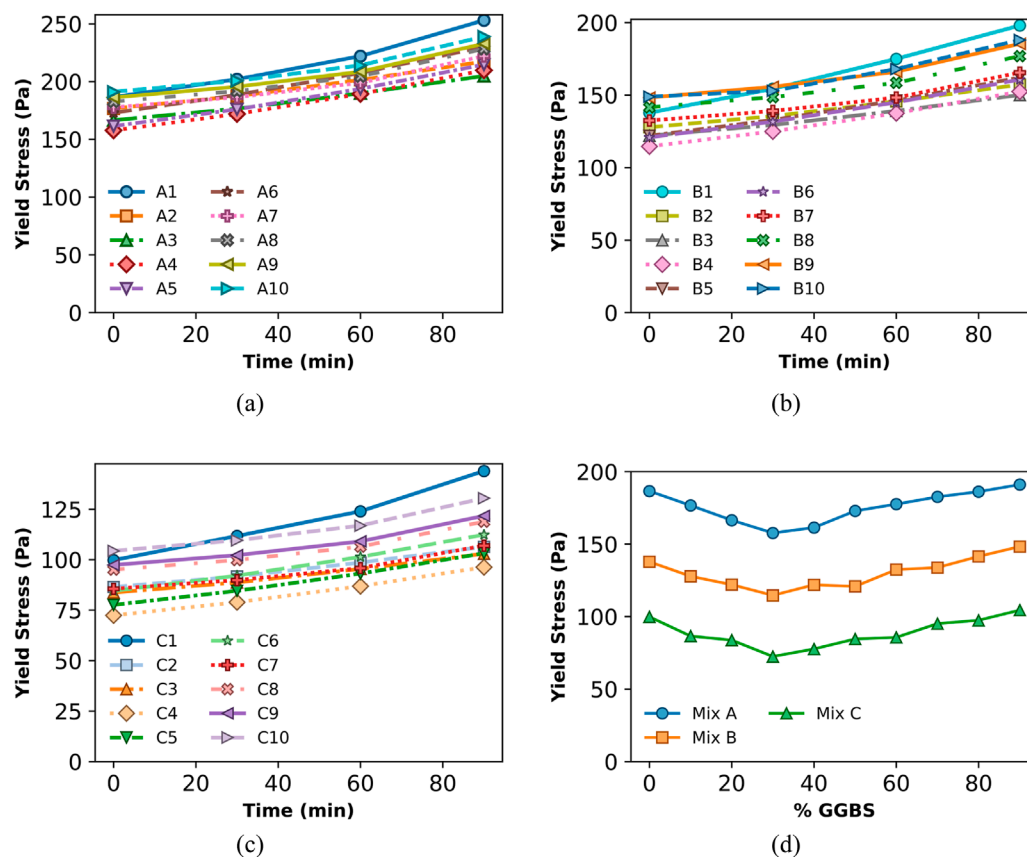 250
200
150
100
50
0
Yield Stress (Pa)
A1 A6
A2 A7
A3 A8
A4 A9
A5 A10
0 20 40 60 80
Time (min)
(a)
200
150
100
50
0
Yield Stress (Pa)
B1 B6
B2 B7
B3 B8
B4 B9
B5 B10
0 20 40 60 80
Time (min)
(b)
125
100
75
50
25
0
Yield Stress (Pa)
C1 C6
C2 C7
C3 C8
C4 C9
C5 C10
0 20 40 60 80
Time (min)
(c)
200
150
100
50
0
Yield Stress (Pa)
Mix A Mix C
Mix B
0 20 40 60 80
% GGBS
(d)